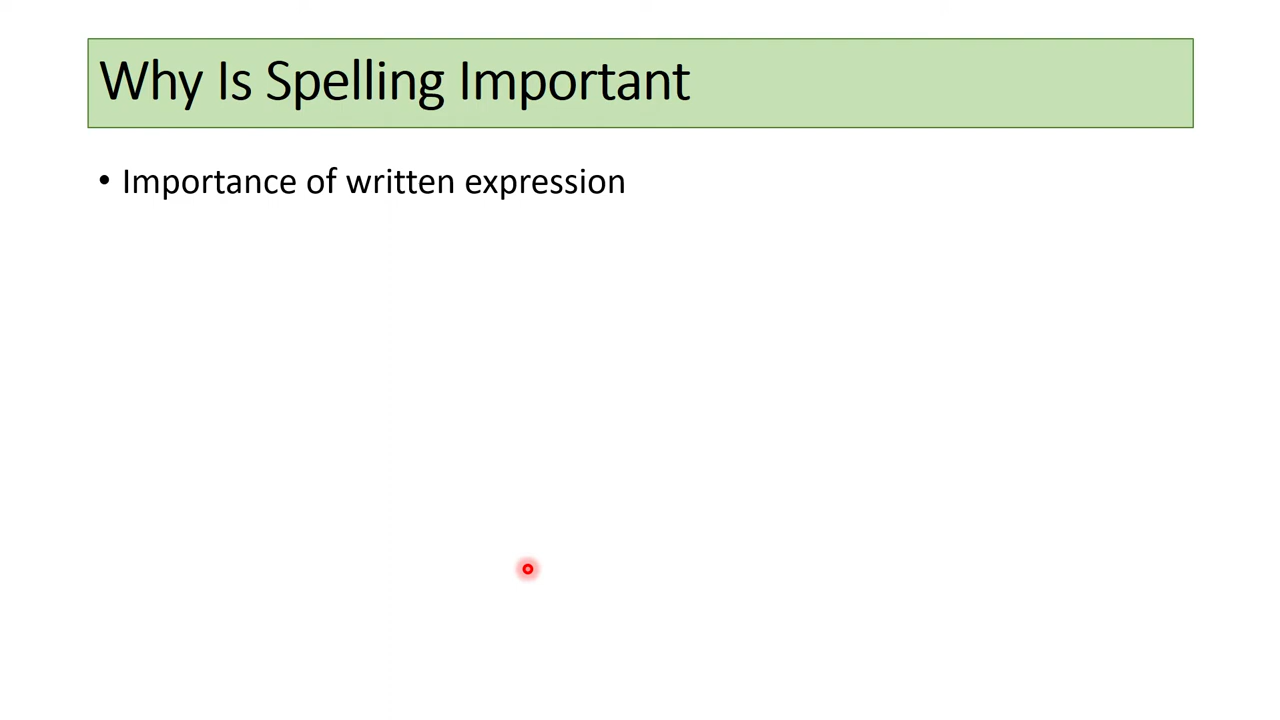 Why Is Spelling Important
• Importance of written expression